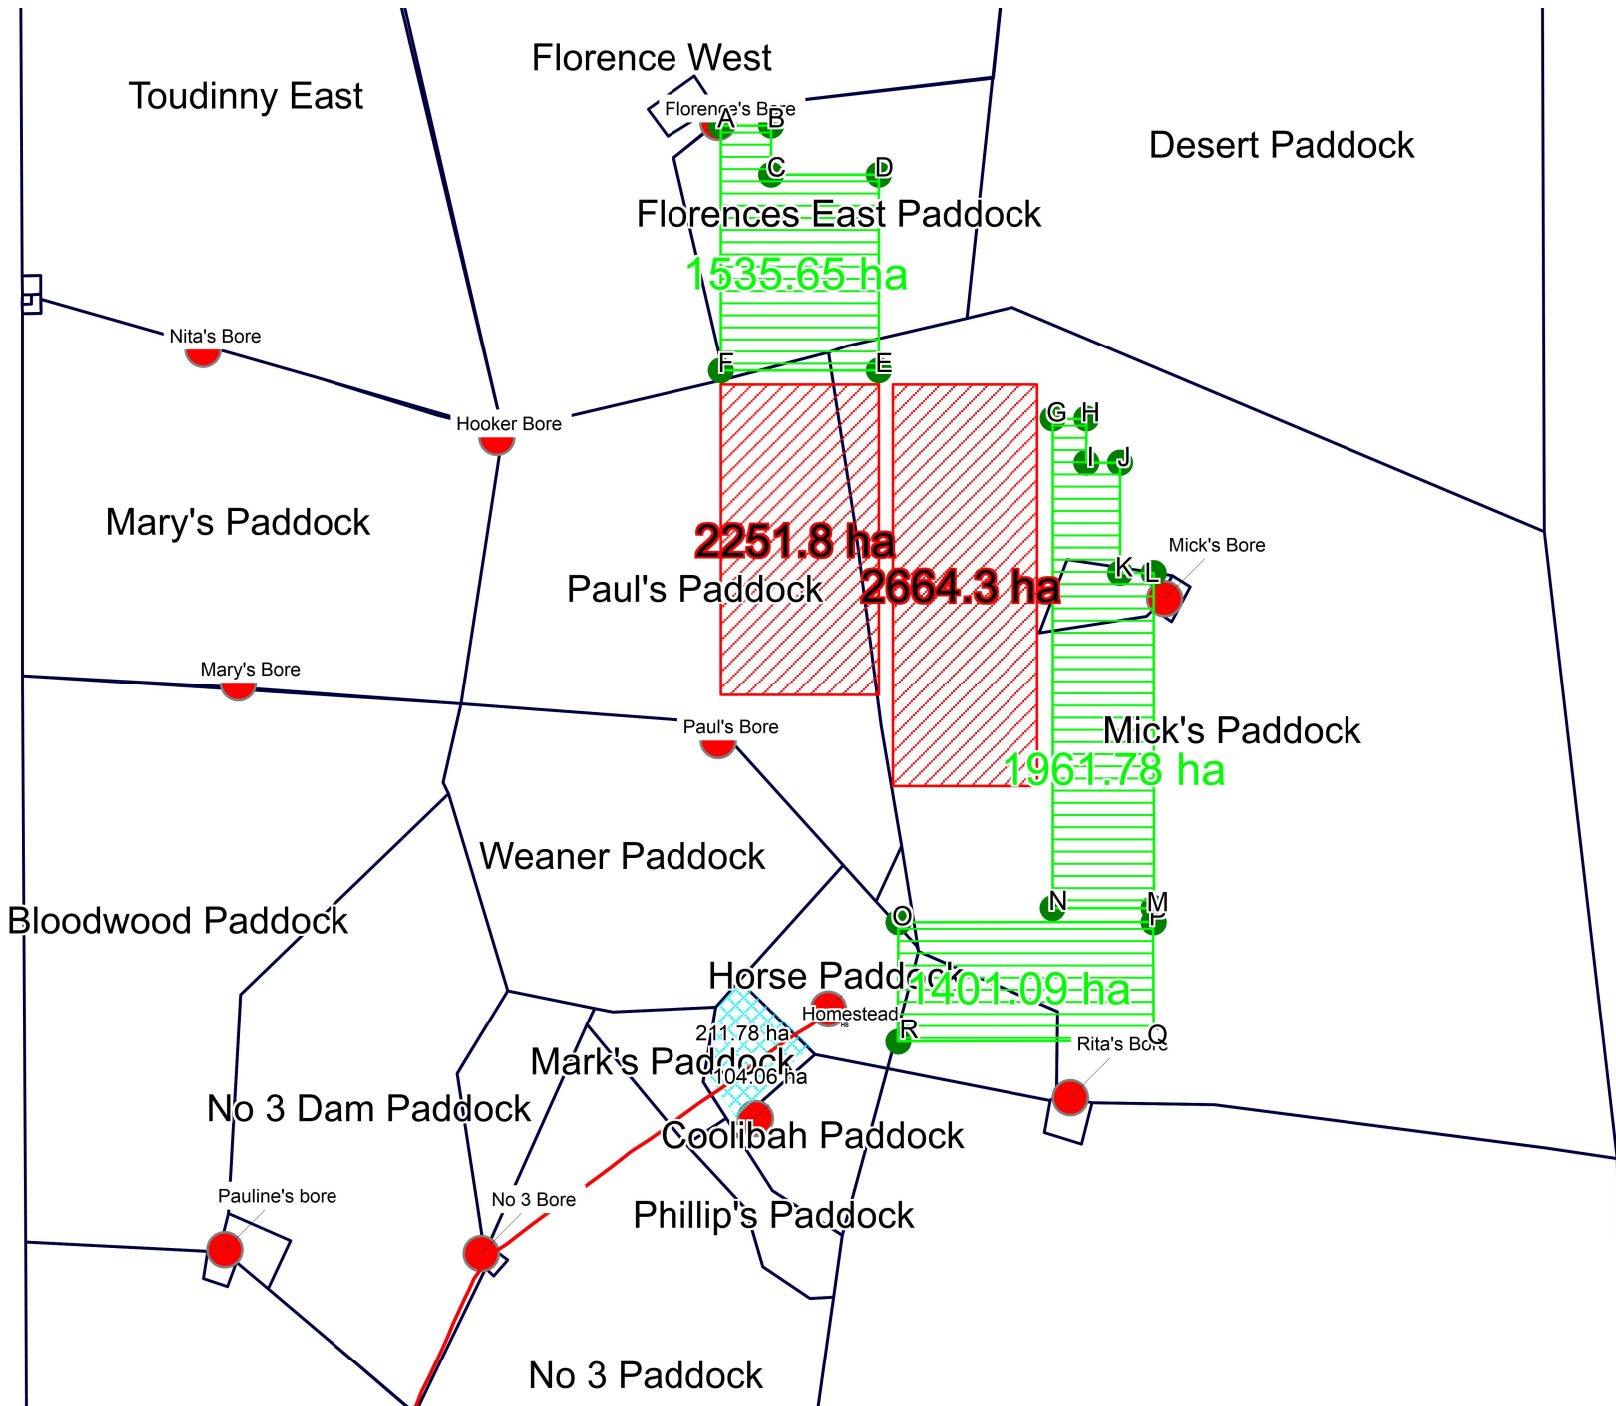 Florence West
Toudinny East
Florence's Bore
A
B
Desert Paddock
C
D
Florences East Paddock
1535.65 ha
Nita's Bore
F
E
Hooker Bore
G
H
I
J
Mary's Paddock
2251.8 ha
Mick's Bore
K
L
Paul's Paddock
2664.3 ha
Mary's Bore
Paul's Bore
Mick's Paddock
1961.78 ha
Weaner Paddock
N
M
Bloodwood Paddock
O
P
Horse Paddock
1401.09 ha
Homestead
HS
211.78 ha
R
Q
Rita's Bore
Mark's Paddock
104.06 ha
No 3 Dam Paddock
Coolibah Paddock
Pauline's bore
No 3 Bore
Phillip's Paddock
No 3 Paddock